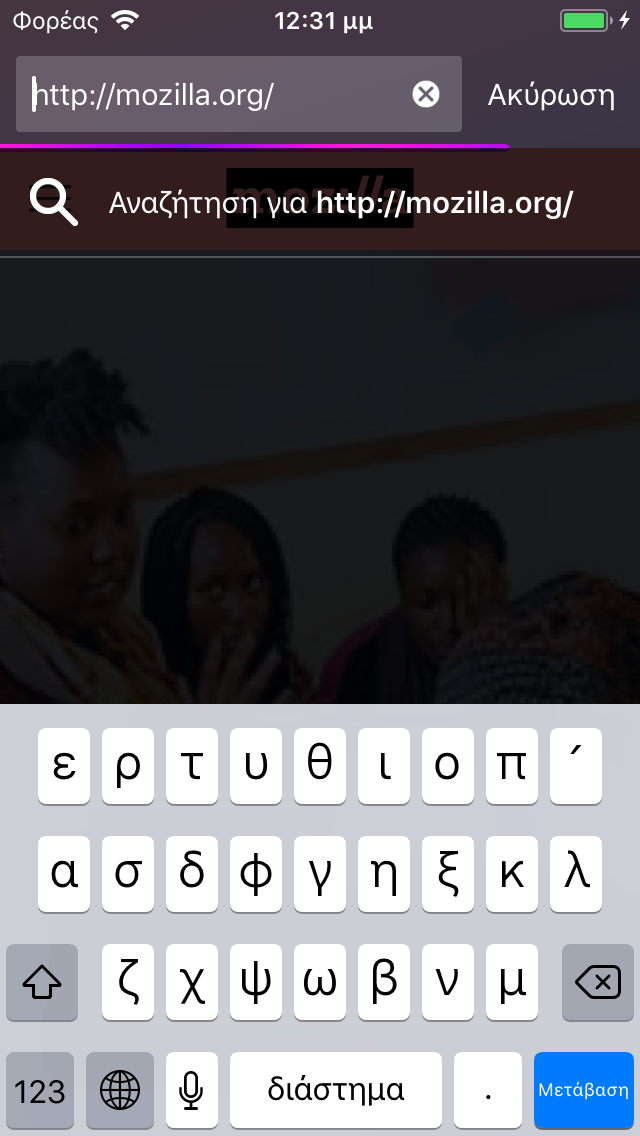 Φορέας 12:31 μμ
http://mozilla.org/ Ακύρωση
Αναζήτηση για http://mozilla.org/
ε ρ τ υ θ ι ο π ´
α σ δ φ γ η ξ κ λ
ζ χ ψ ω β ν μ
123 διάστημα . Μετάβαση